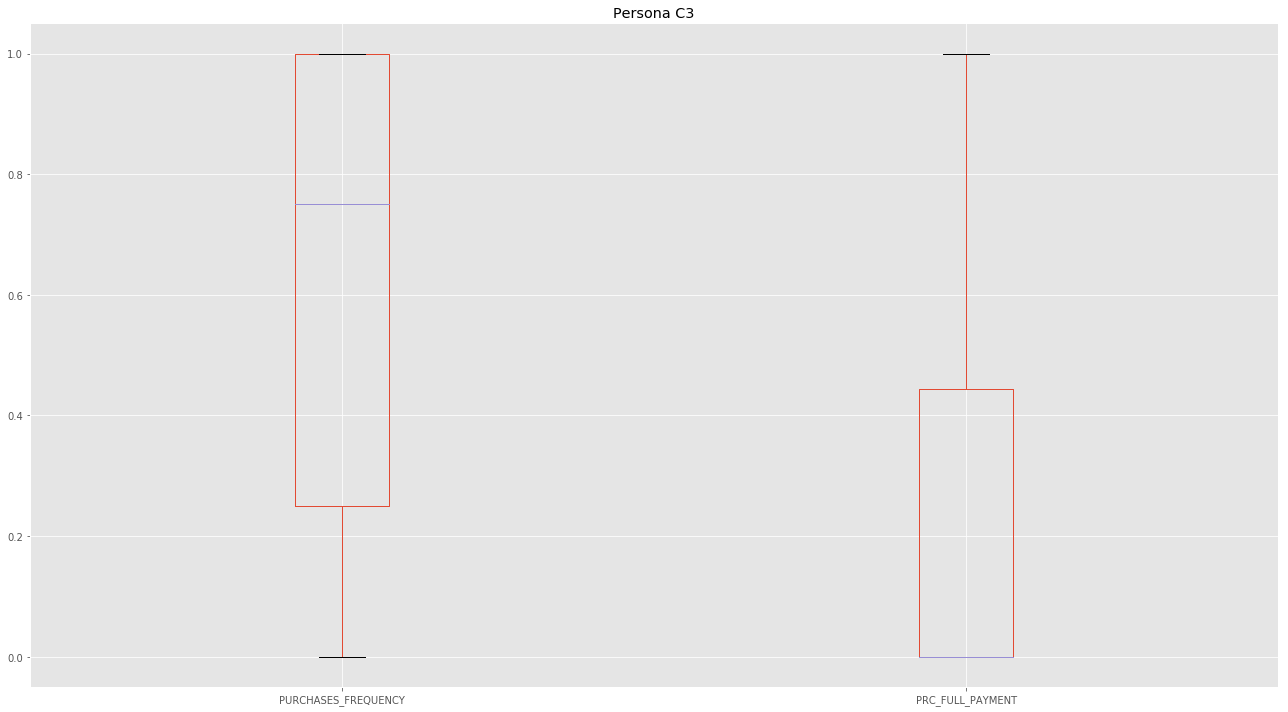 Persona C3
1.0
0.8
0.6
0.4
0.2
0.0
PURCHASES_FREQUENCY
PRC_FULL_PAYMENT